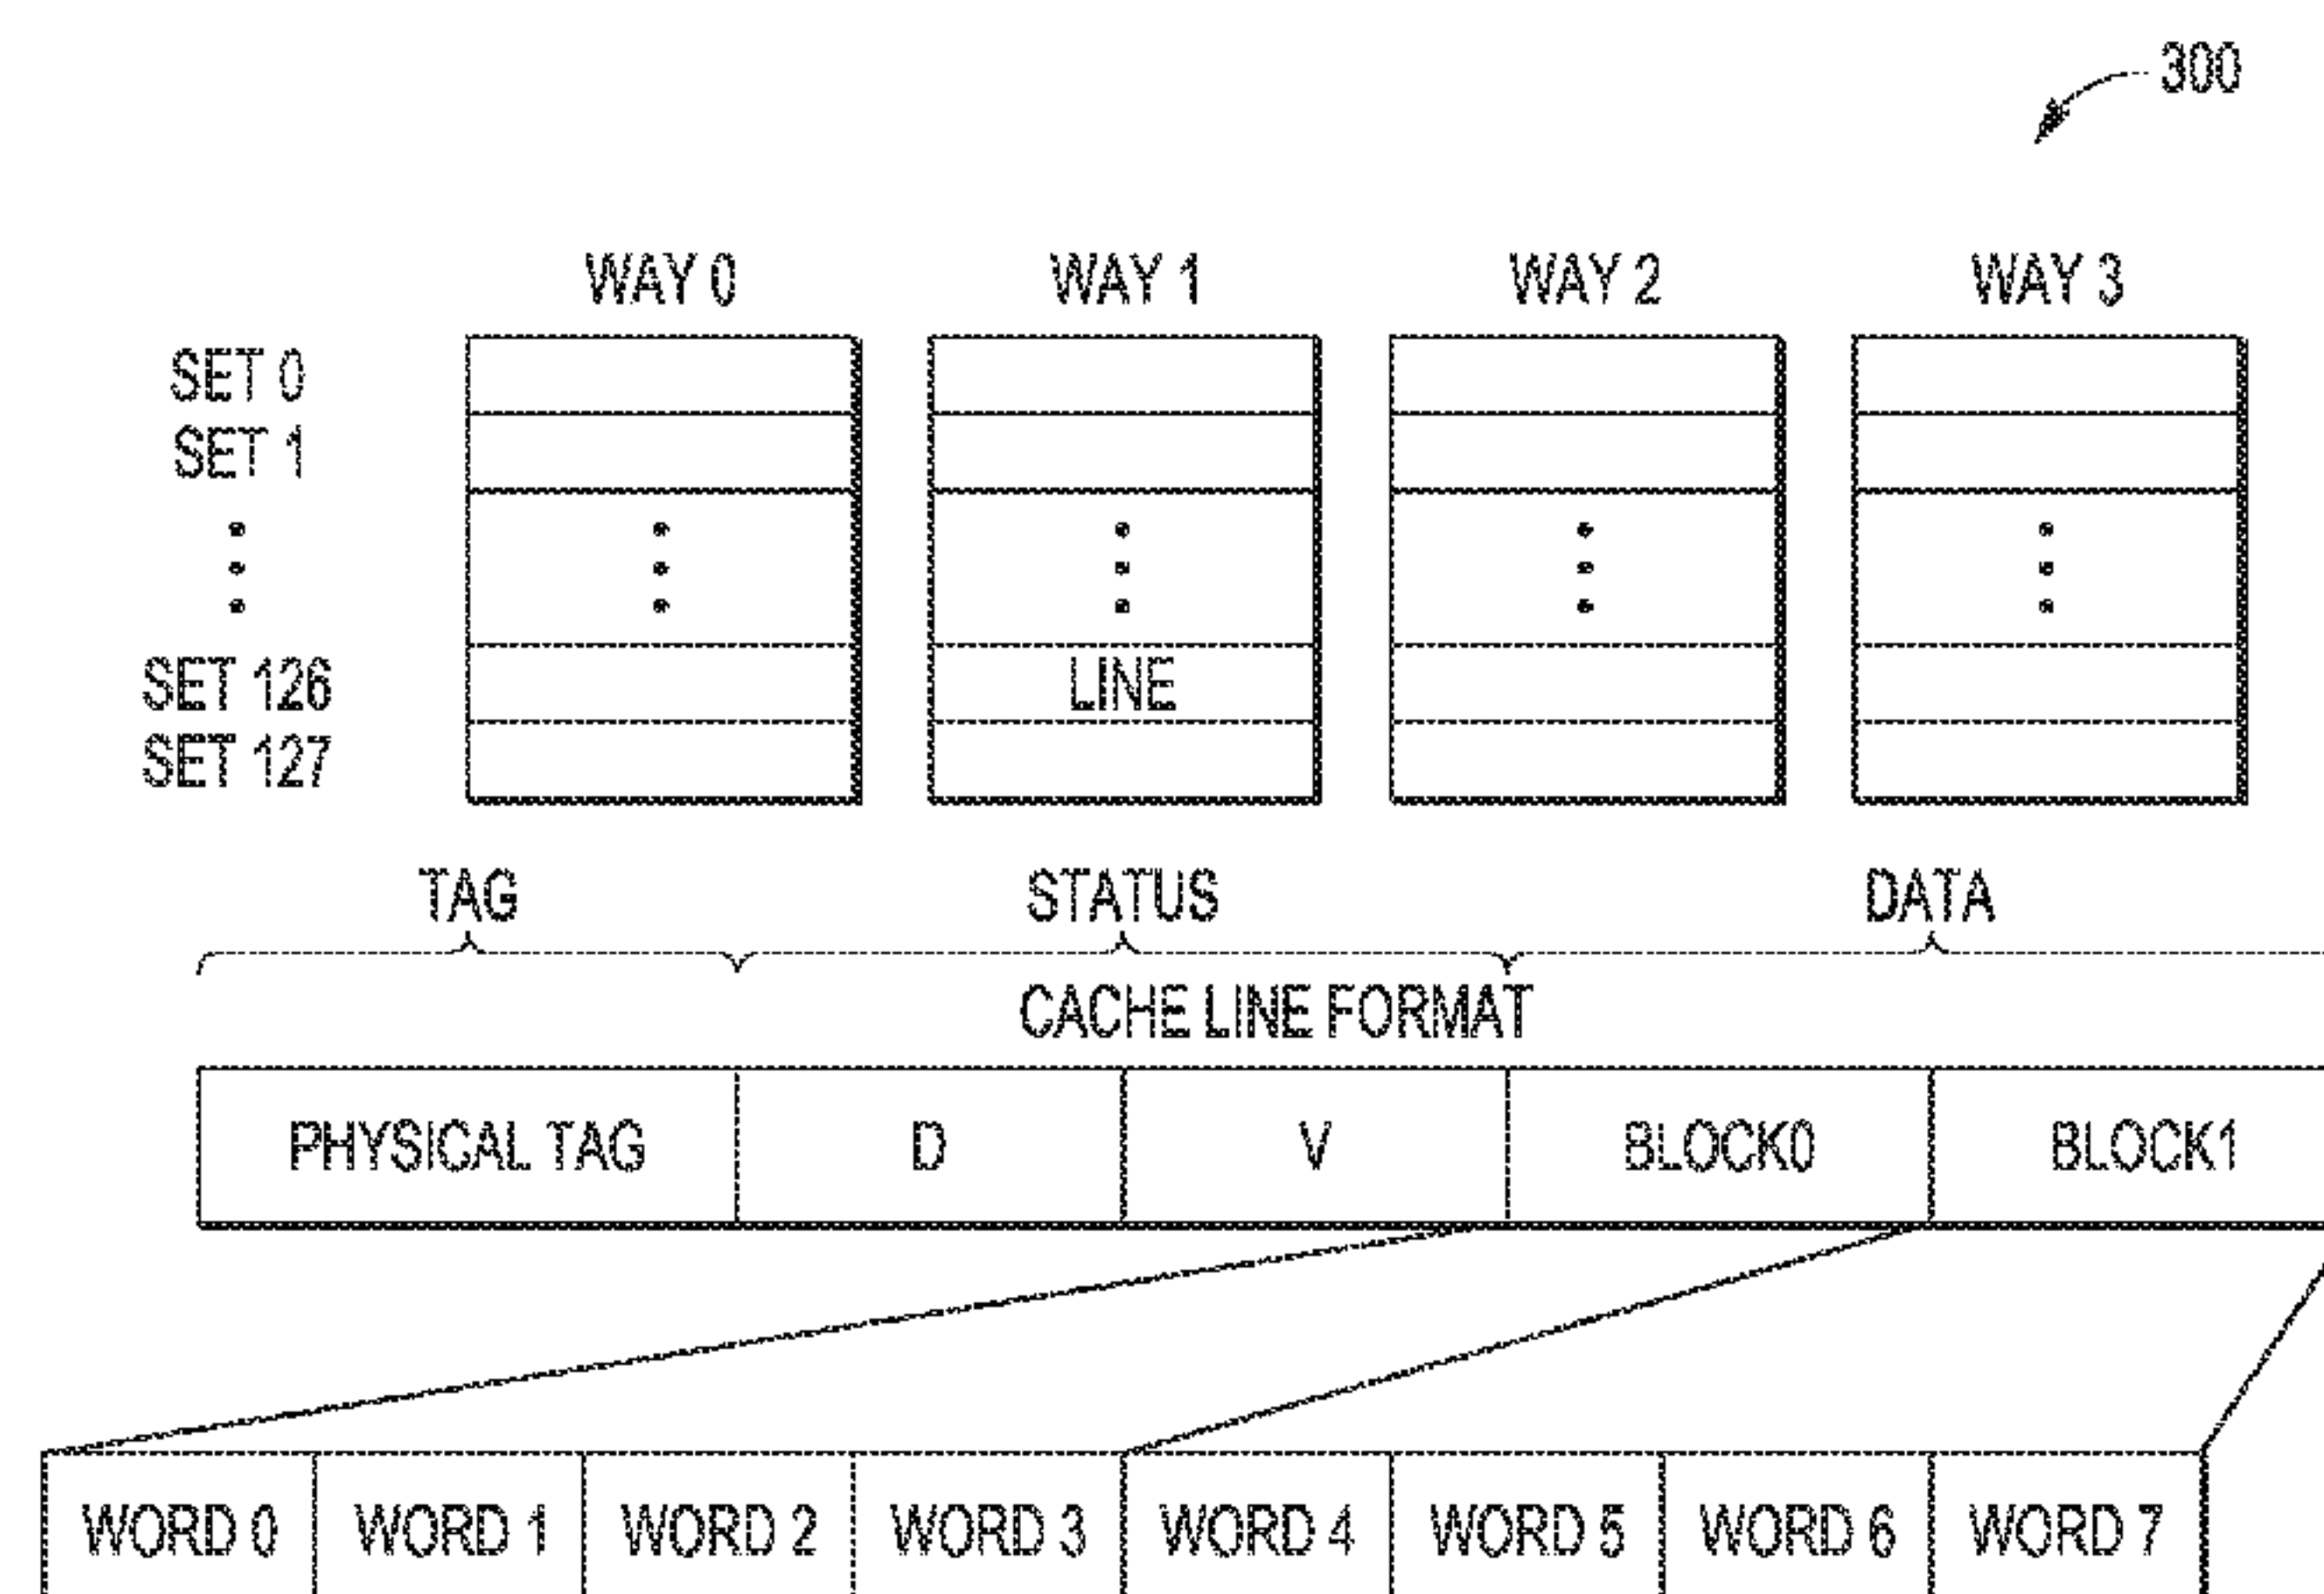 300
WAY 0 WAY 1 WAY 2 WAY 3
SET 0
SET 1
SET 126 LINE
SET 127
TAG STATUS DATA
CACHE LINE FORMAT
PHYSICAL TAG D V BLOCK0 BLOCK1
WORD 0 WORD 1 WORD 2 WORD 3 WORD 4 WORD 5 WORD 6 WORD 7